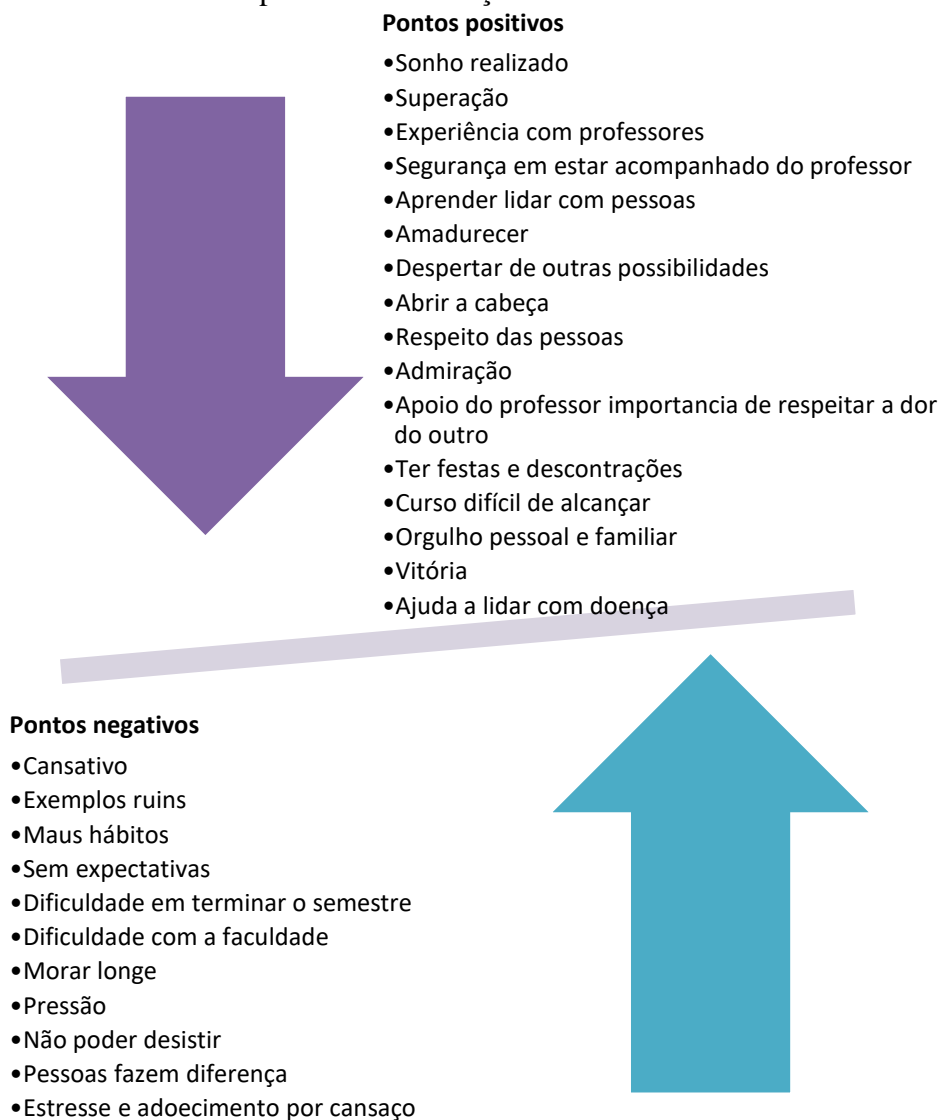 Pontos positivos
•Sonho realizado
•Superação
•Experiência com professores
•Segurança em estar acompanhado do professor
•Aprender lidar com pessoas
•Amadurecer
•Despertar de outras possibilidades
•Abrir a cabeça
•Respeito das pessoas
•Admiração
•Apoio do professor importancia de respeitar a dor
do outro
•Ter festas e descontrações
•Curso difícil de alcançar
•Orgulho pessoal e familiar
•Vitória
•Ajuda a lidar com doença
Pontos negativos
•Cansativo
•Exemplos ruins
•Maus hábitos
•Sem expectativas
•Dificuldade em terminar o semestre
•Dificuldade com a faculdade
•Morar longe
•Pressão
•Não poder desistir
•Pessoas fazem diferença
•Estresse e adoecimento por cansaço